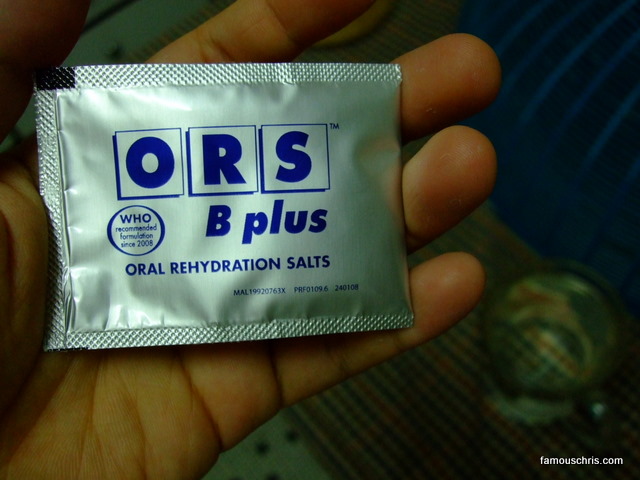 ORS™
B plus
WHO
recommended
formulation
since 2008
ORAL REHYDRATION SALTS
MAL19920763X PRF0109.6 240108
famouschris.com